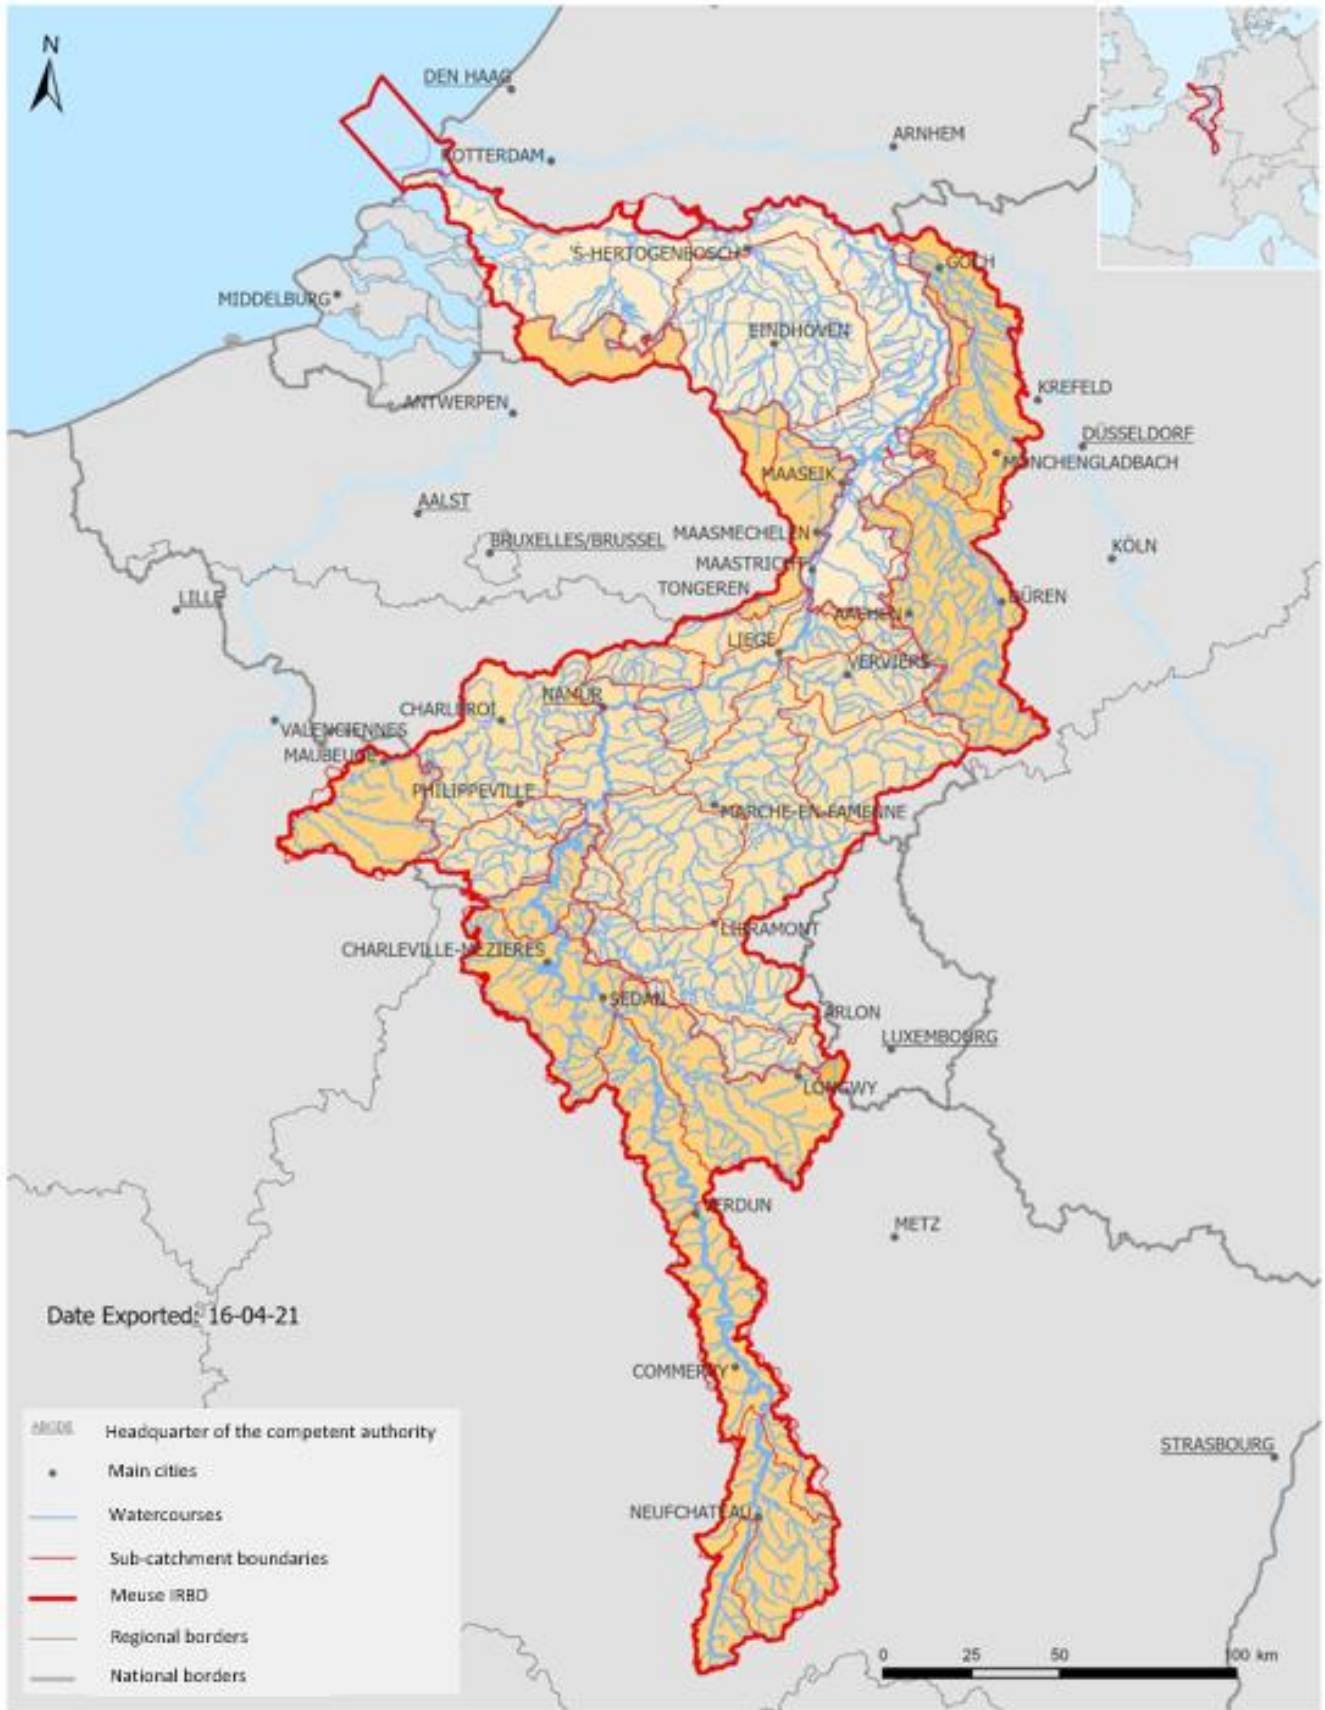 N
DEN HAAG
ARNHEM
ROTTERDAM
'S-HERTOGENBOSCH
GOCH
MIDDELBURG
EINDHOVEN
KREFELD
ANTWERPEN
DÜSSELDORF
MÖNCHENGLADBACH
MAASEIK
AALST
MAASMECHELEN
BRUXELLES/BRUSSEL
KÖLN
MAASTRICHT
TONGEREN
LILLE
DÜREN
AACHEN
LIEGE
VERVIERS
NAMUR
CHARLEROI
VALENCIENNES
MAUBEUGE
PHILIPPEVILLE
MARCHE-EN-FAMENNE
LIBRAMONT
CHARLEVILLE-MEZIERES
SEDAN
ARLON
LUXEMBOURG
LONGWY
VERDUN
METZ
Date Exported: 16-04-21
COMMERCY
STRASBOURG
NEUFCHATEAU
ABCDE Headquarter of the competent authority
Main cities
Watercourses
Sub-catchment boundaries
Meuse IRBD
Regional borders
National borders
0 25 50 100 km